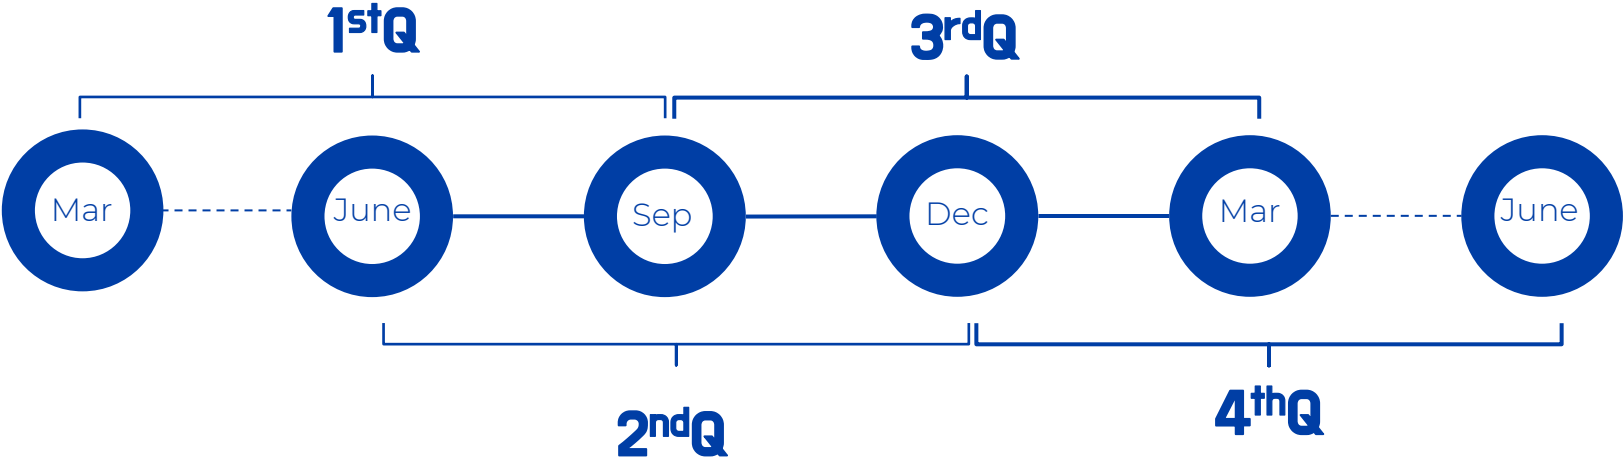 1stQ
3rdQ
Mar
June
Sep
Dec
Mar
June
2ndQ
4thQ